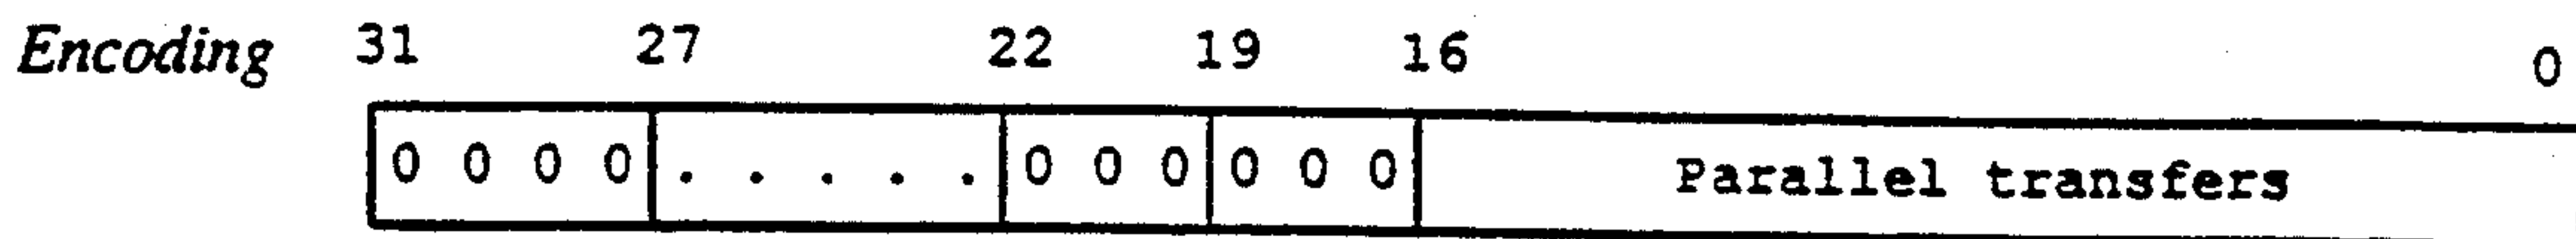 Encoding 31 27 22 19 16 0
0 0 0 0 . . . . . 0 0 0 0 0 0 Parallel transfers